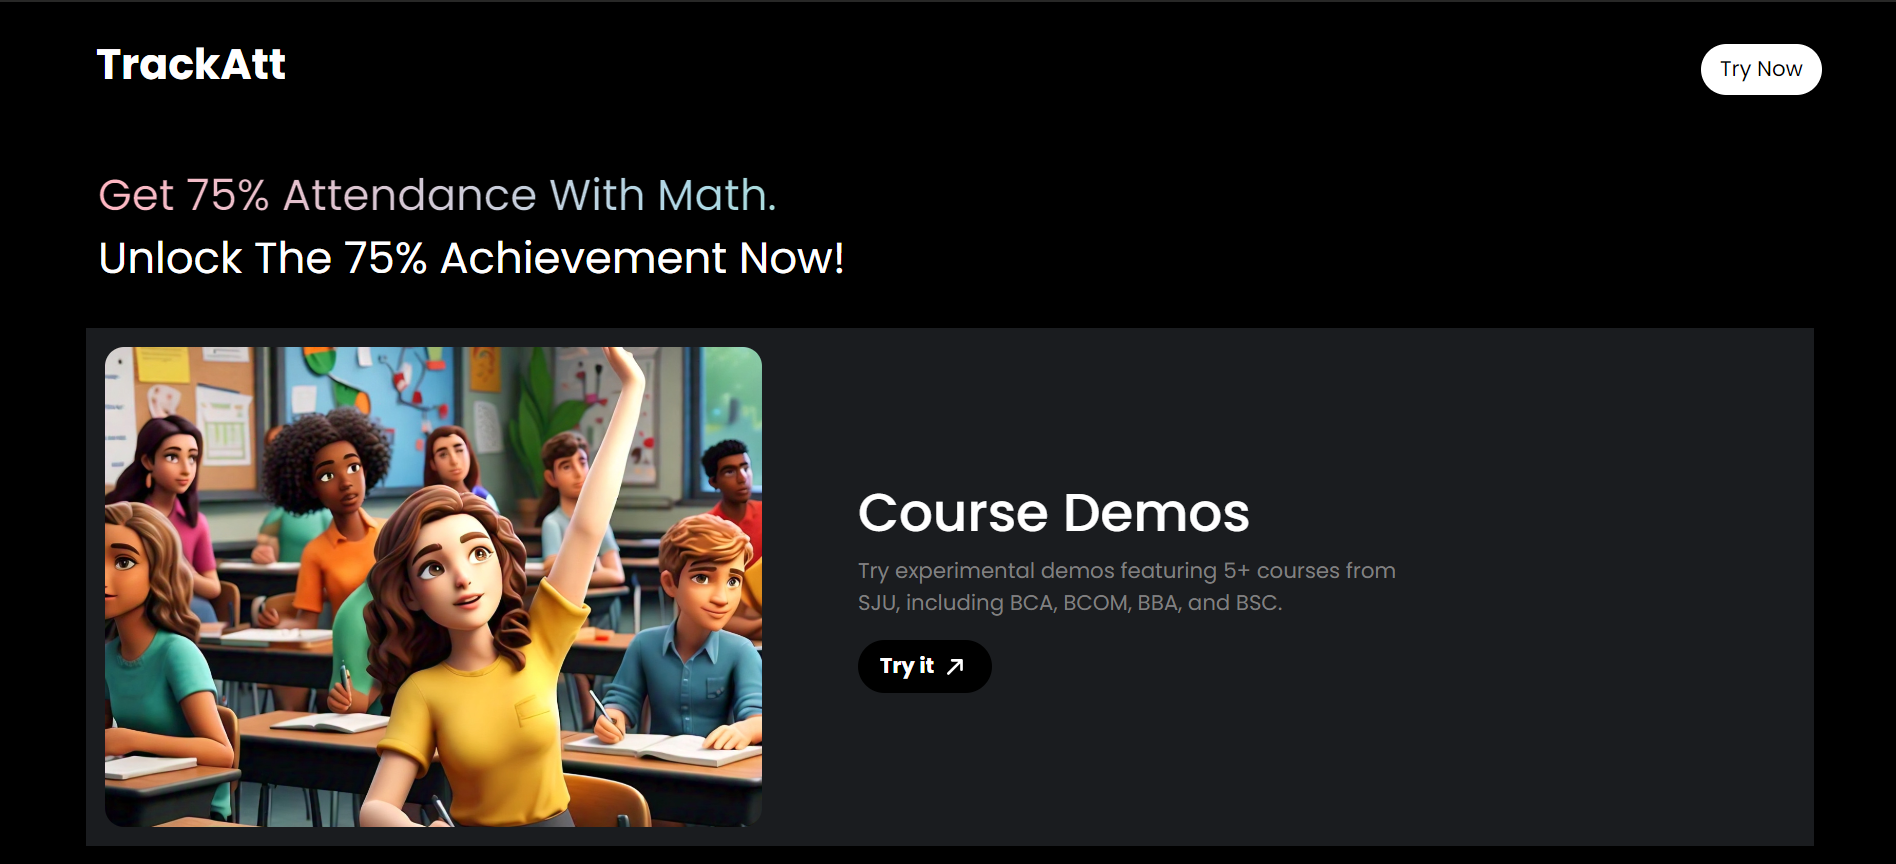 TrackAtt
Try Now
Get 75% Attendance With Math.
Unlock The 75% Achievement Now!
Course Demos
Try experimental demos featuring 5+ courses from
SJU, including BCA, BCOM, BBA, and BSC.
Try it